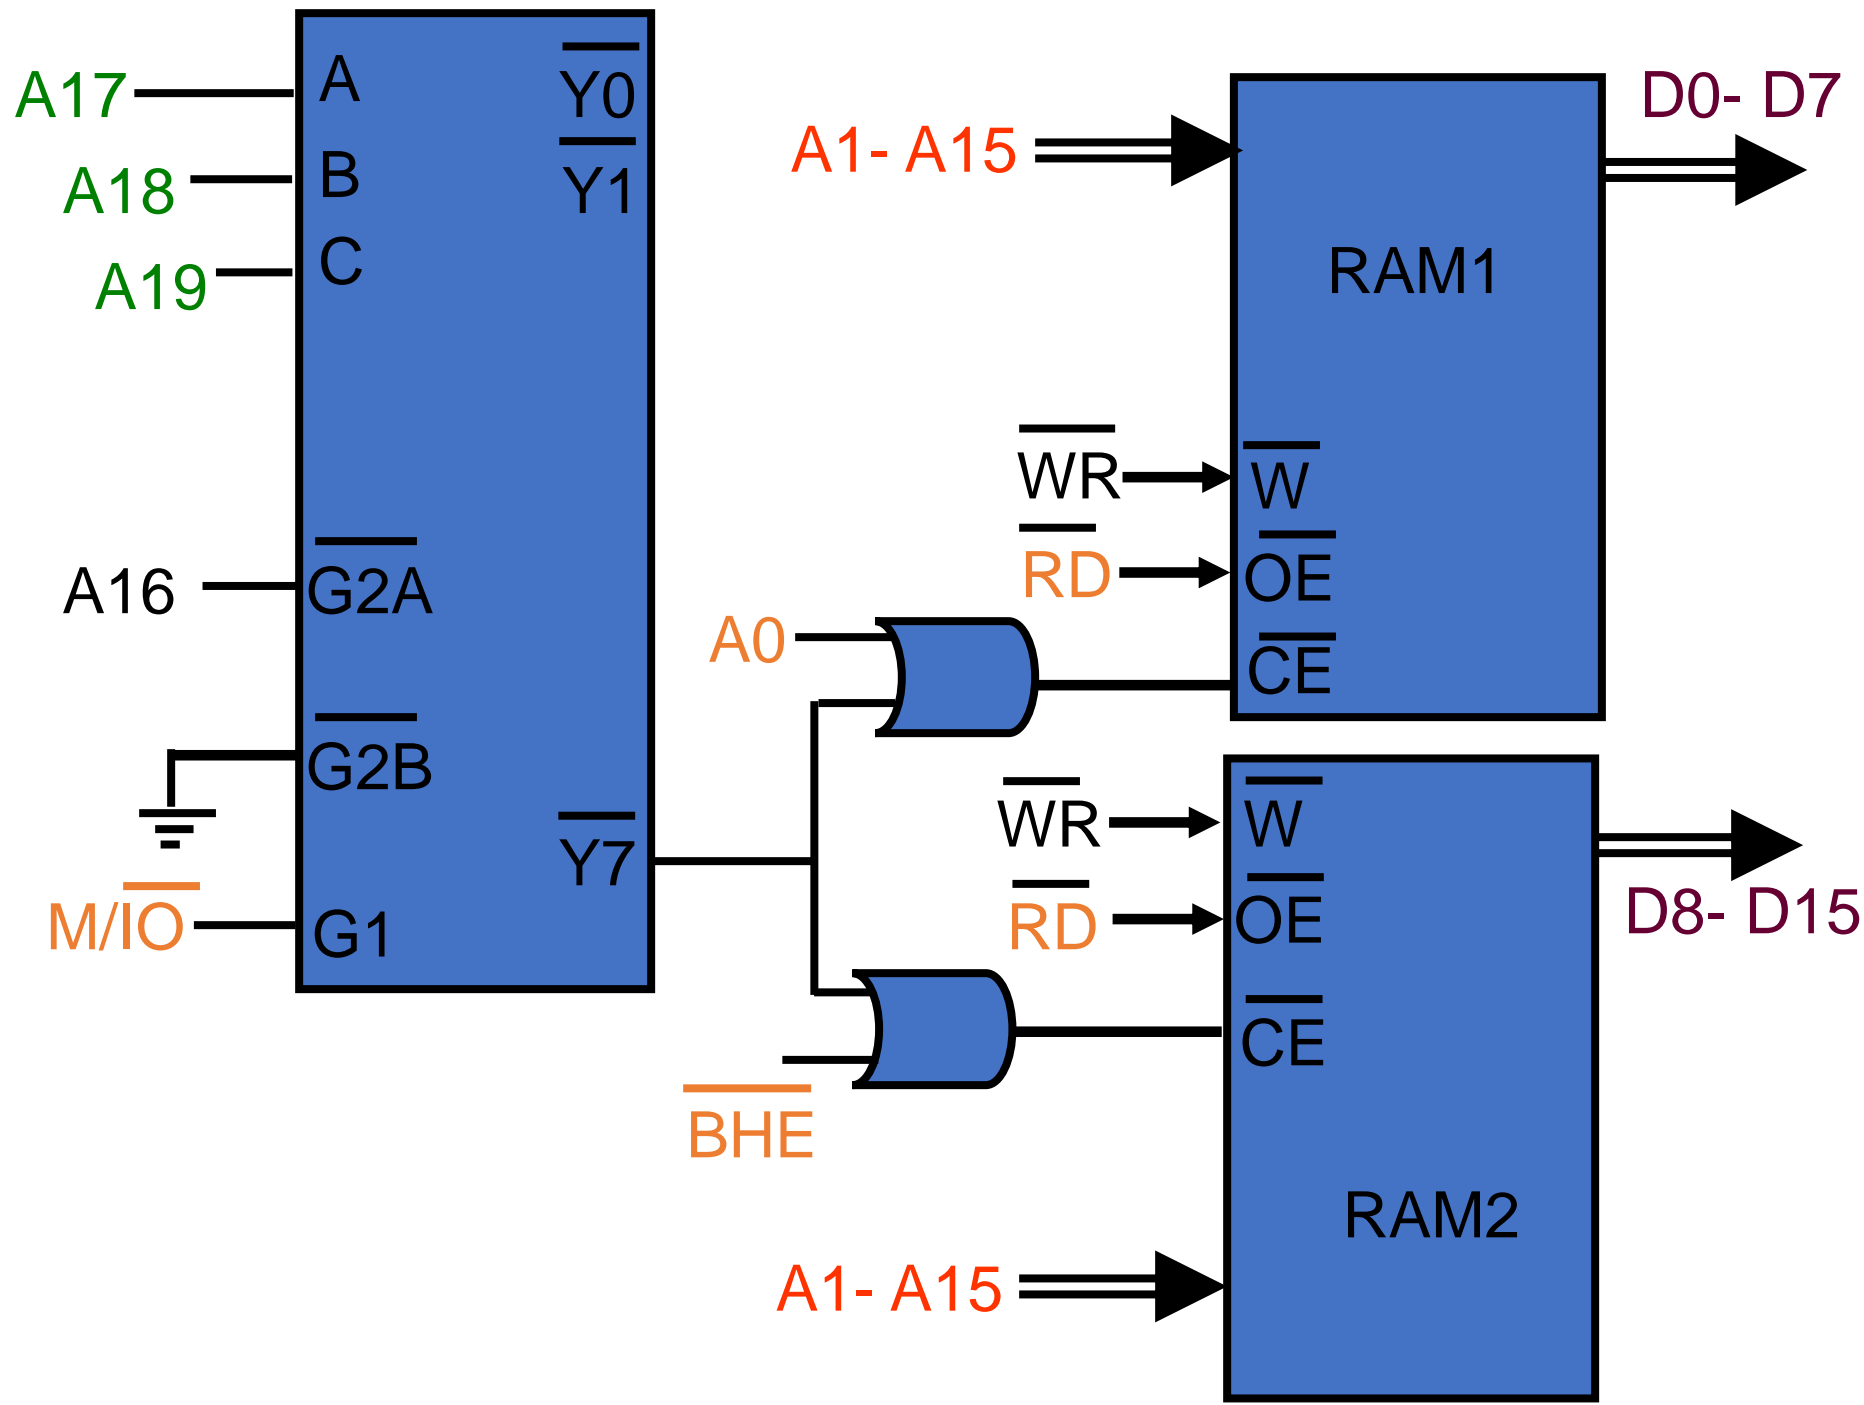 A17
A18
A19
A
B
C
Y0
Y1
A16
G2A
G2B
M/IO
G1
Y7
A0
BHE
A1- A15
D0- D7
RAM1
WR
W
RD
OE
CE
WR
W
RD
OE
CE
D8- D15
RAM2
A1- A15